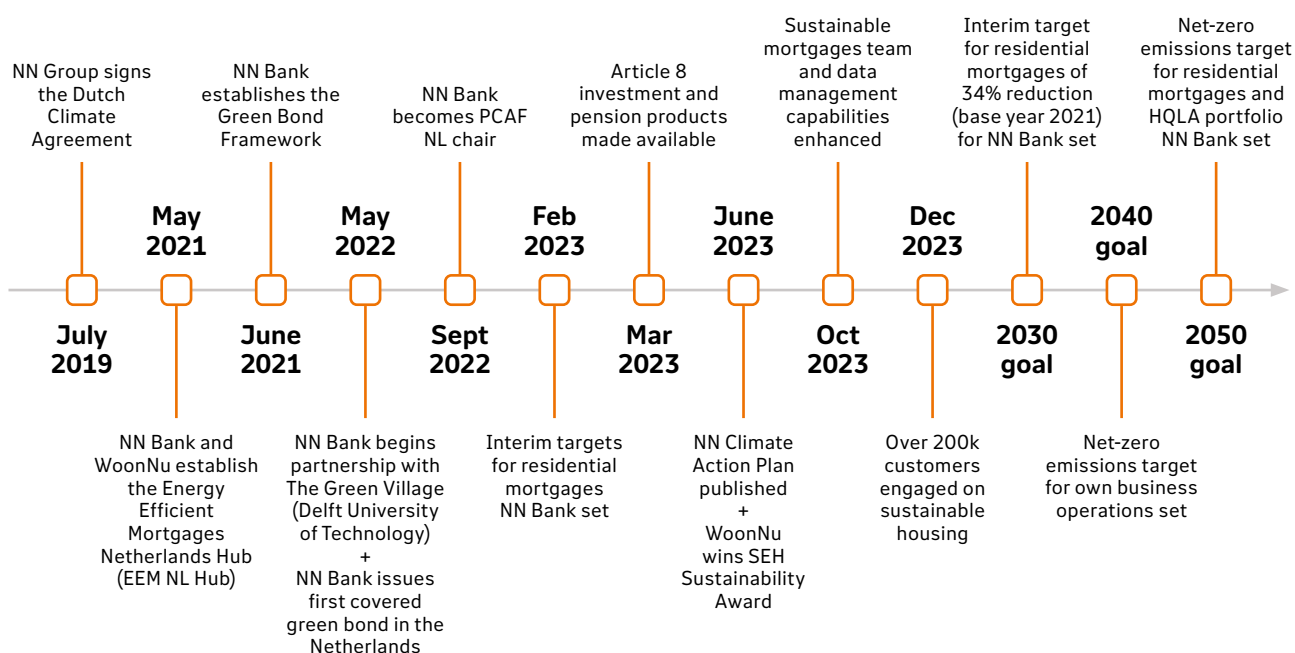 NN Group signs
the Dutch
Climate
Agreement
July
2019
May
2021
NN Bank and
WoonNu establish
the Energy
Efficient
Mortgages
Netherlands Hub
(EEM NL Hub)
NN Bank
establishes the
Green Bond
Framework
June
2021
May
2022
NN Bank begins
partnership with
The Green Village
(Delft University
of Technology)
+
NN Bank issues
first covered
green bond in the
Netherlands
NN Bank
becomes PCAF
NL chair
Sept
2022
Feb
2023
Interim targets
for residential
mortgages
NN Bank set
Article 8
investment and
pension products
made available
Mar
2023
June
2023
NN Climate
Action Plan
published
+
WoonNu
wins SEH
Sustainability
Award
Sustainable
mortgages team
and data
management
capabilities
enhanced
Oct
2023
Dec
2023
Over 200k
customers
engaged on
sustainable
housing
Interim target
for residential
mortgages of
34% reduction
(base year 2021)
for NN Bank set
2030
goal
2040
goal
Net-zero
emissions target
for own business
operations set
Net-zero
emissions target
for residential
mortgages and
HQLA portfolio
NN Bank set
2050
goal